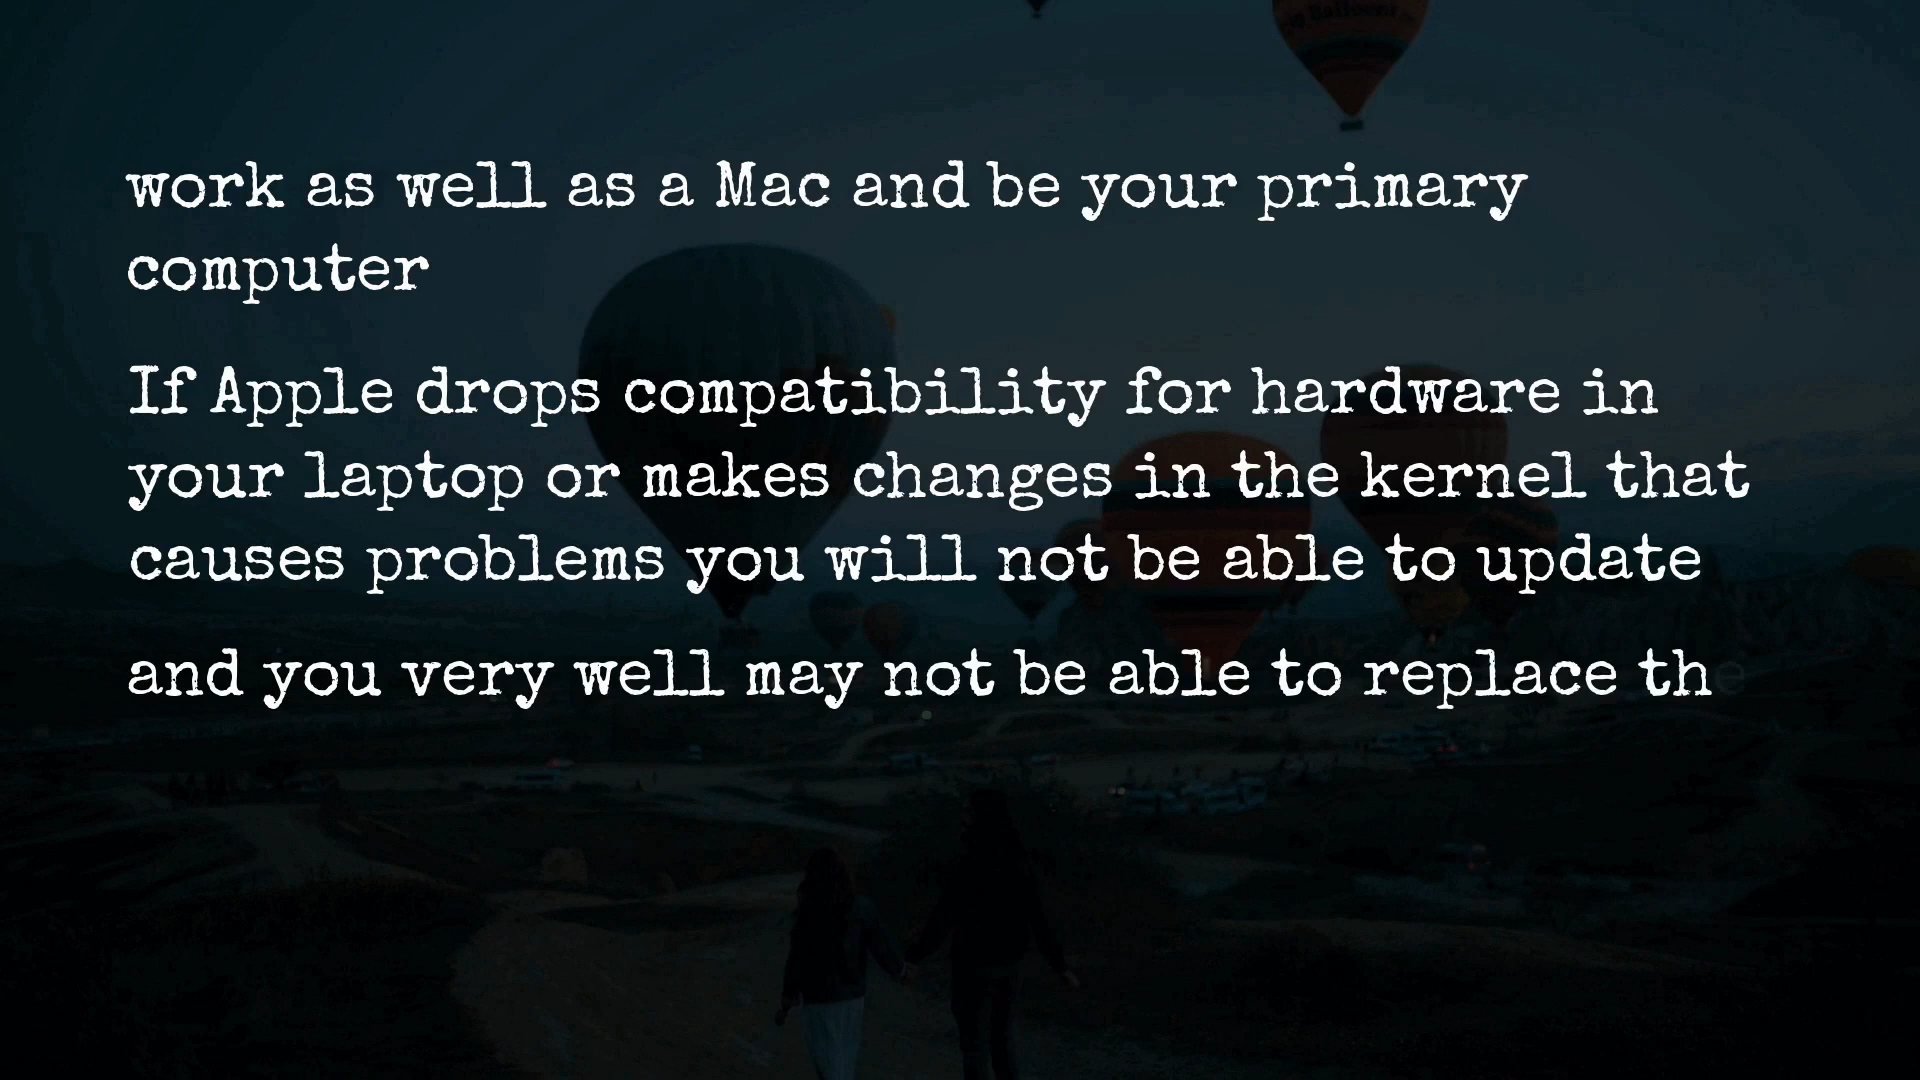 Balloons
work as well as a Mac and be your primary
computer
If Apple drops compatibility for hardware in
your laptop or makes changes in the kernel that
causes problems you will not be able to update
and you very well may not be able to replace the